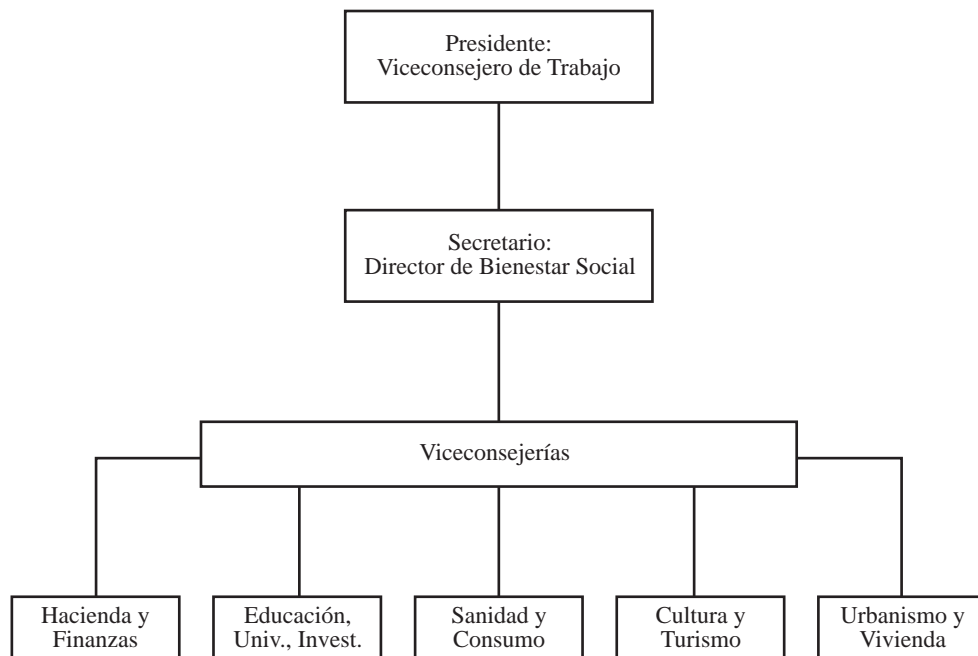 Presidente:
Viceconsejero de Trabajo
Secretario:
Director de Bienestar Social
Viceconsejerías
Hacienda y
Finanzas
Educación,
Univ., Invest.
Sanidad y
Consumo
Cultura y
Turismo
Urbanismo y
Vivienda